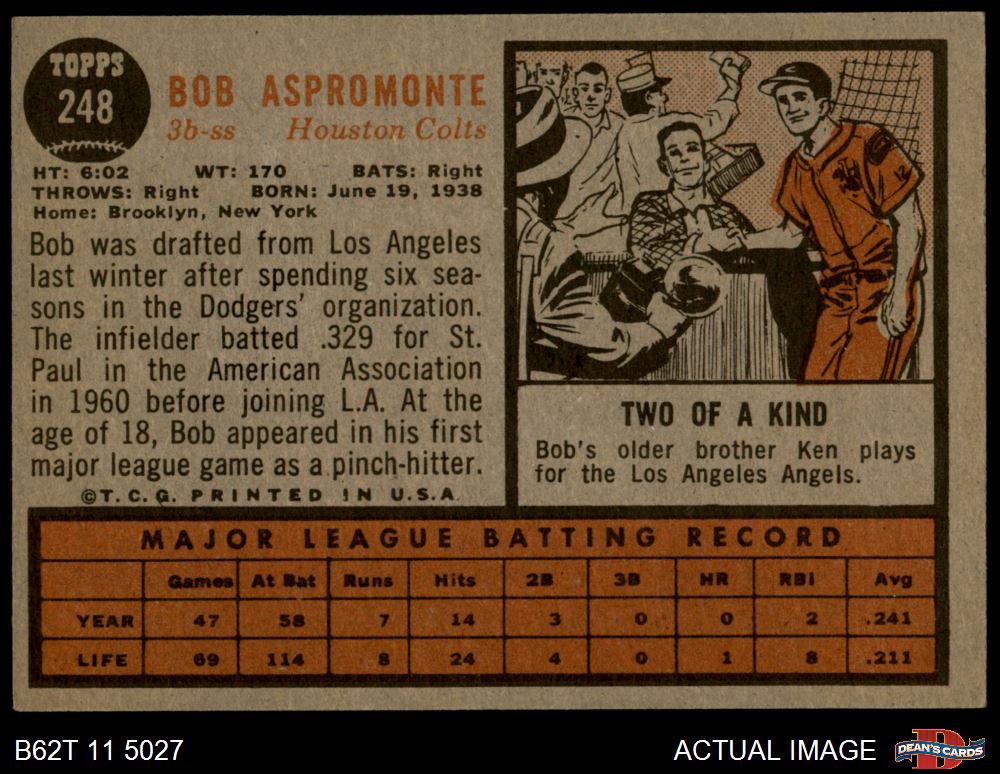 TOPPS
248
BOB ASPROMONTE
3b-ss Houston Colts
HT: 6:02 WT: 170 BATS: Right
THROWS: Right BORN: June 19, 1938
Home: Brooklyn, New York
Bob was drafted from Los Angeles
last winter after spending six sea-
sons in the Dodgers' organization.
The infielder batted .329 for St.
Paul in the American Association
in 1960 before joining L.A. At the
age of 18, Bob appeared in his first
major league game as a pinch-hitter.
©T.C.G. PRINTED IN U.S.A.
12
TWO OF A KIND
Bob's older brother Ken plays
for the Los Angeles Angels.
MAJOR LEAGUE BATTING RECORD
Games At Bat Runs Hits 2B 3B HR RBI Avg
YEAR 47 58 7 14 3 0 0 2 .241
LIFE 69 114 8 24 4 0 1 8 .211
B62T 11 5027
ACTUAL IMAGE
D
DEAN'S CARDS